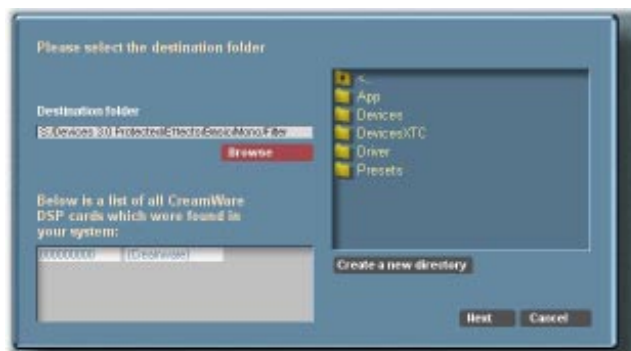 Please select the destination folder
Destination folder
S:/Devices 3.0 Protected/Effects/Basic/Mono/Filter
Browse
Below is a list of all CreamWare
DSP cards which were found in
your system:
000000000 (Creamware)
<..
App
Devices
DevicesXTC
Driver
Presets
Create a new directory
Next Cancel